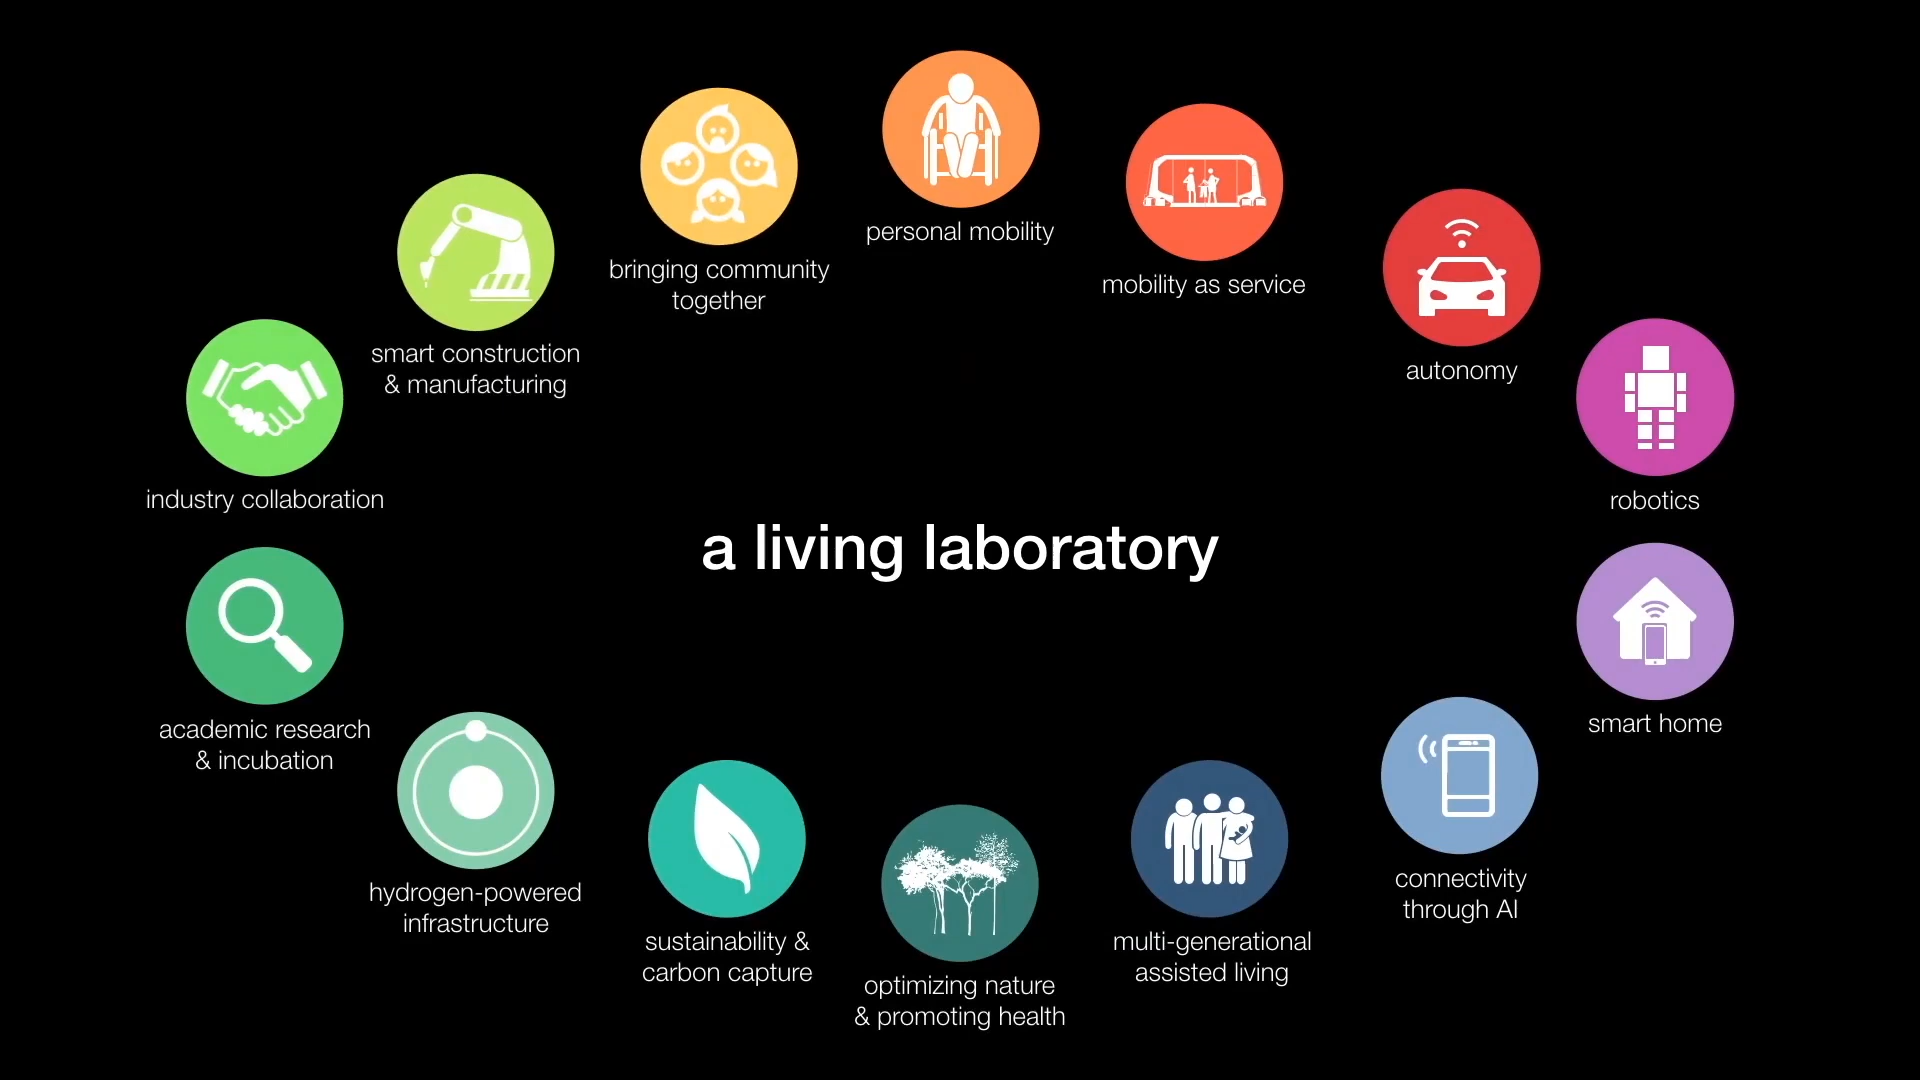 personal mobility
bringing community
together
mobility as service
smart construction
& manufacturing
autonomy
industry collaboration
robotics
a living laboratory
academic research
& incubation
smart home
hydrogen-powered
infrastructure
connectivity
through AI
sustainability &
carbon capture
multi-generational
assisted living
optimizing nature
& promoting health